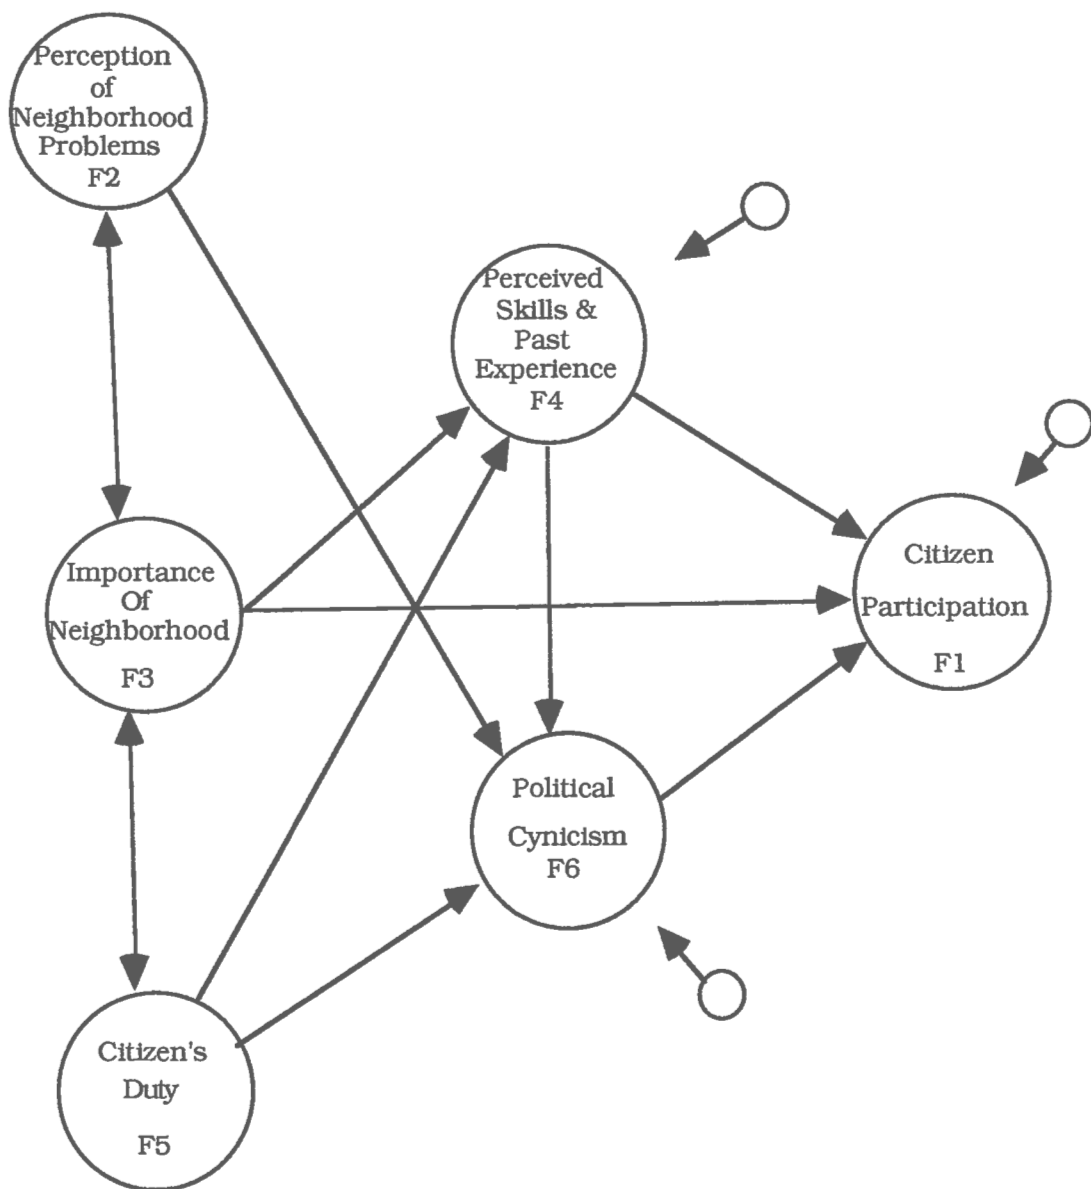 Perception
of
Neighborhood
Problems
F2
Perceived
Skills &
Past
Experience
F4
Importance
Of
Neighborhood
F3
Citizen
Participation
F1
Political
Cynicism
F6
Citizen's
Duty
F5